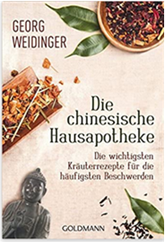 GEORG
WEIDINGER
Die
chinesische
Hausapotheke
Die wichtigsten
Kräuterrezepte für die
häufigsten Beschwerden
GOLDMANN